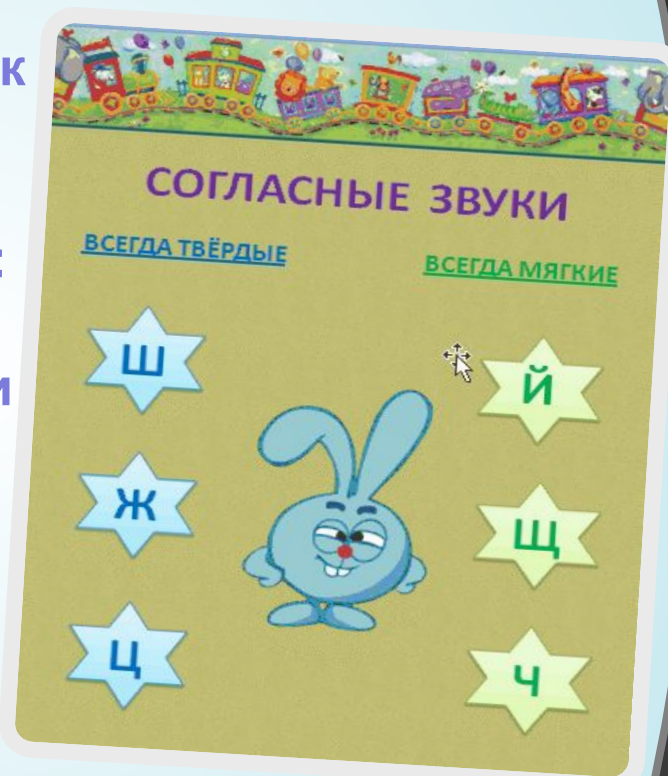 к
и
СОГЛАСНЫЕ ЗВУКИ
ВСЕГДА ТВЁРДЫЕ
ВСЕГДА МЯГКИЕ
Ш
Й
Ж
Щ
Ц
Ч